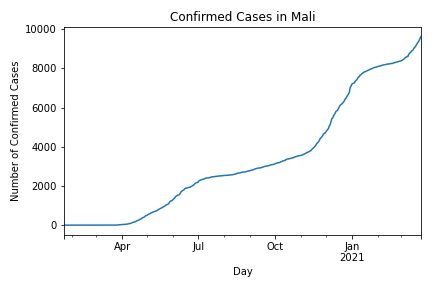 Confirmed Cases in Mali
Number of Confirmed Cases
10000
8000
6000
4000
2000
0
Apr
Jul
Oct
Jan
2021
Day